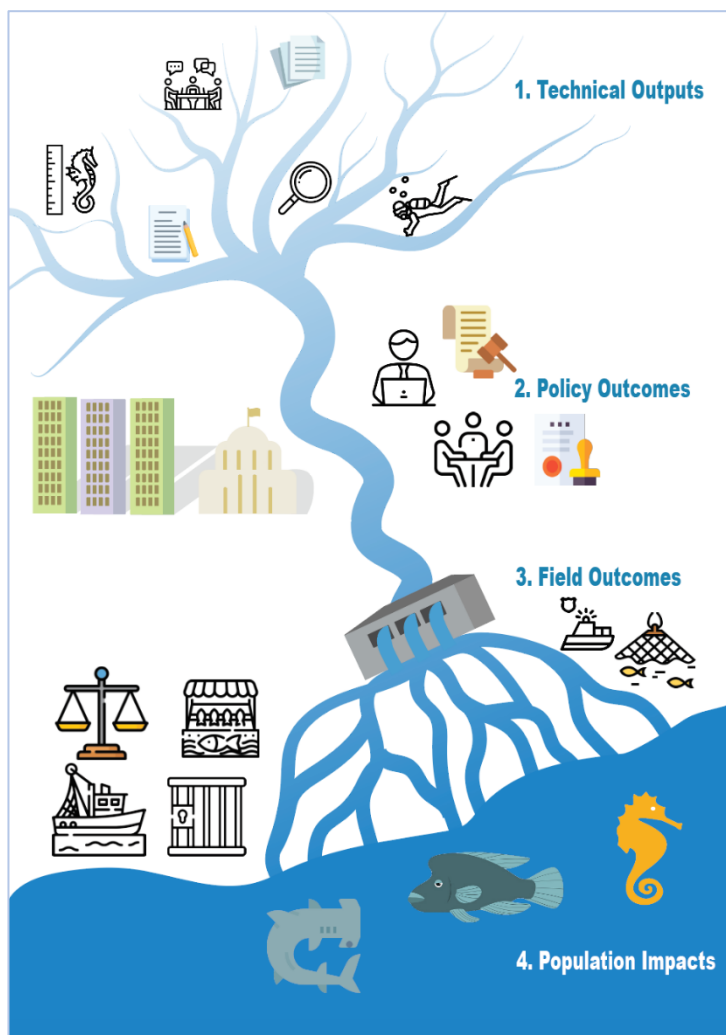 1. Technical Outputs
2. Policy Outcomes
3. Field Outcomes
4. Population Impacts